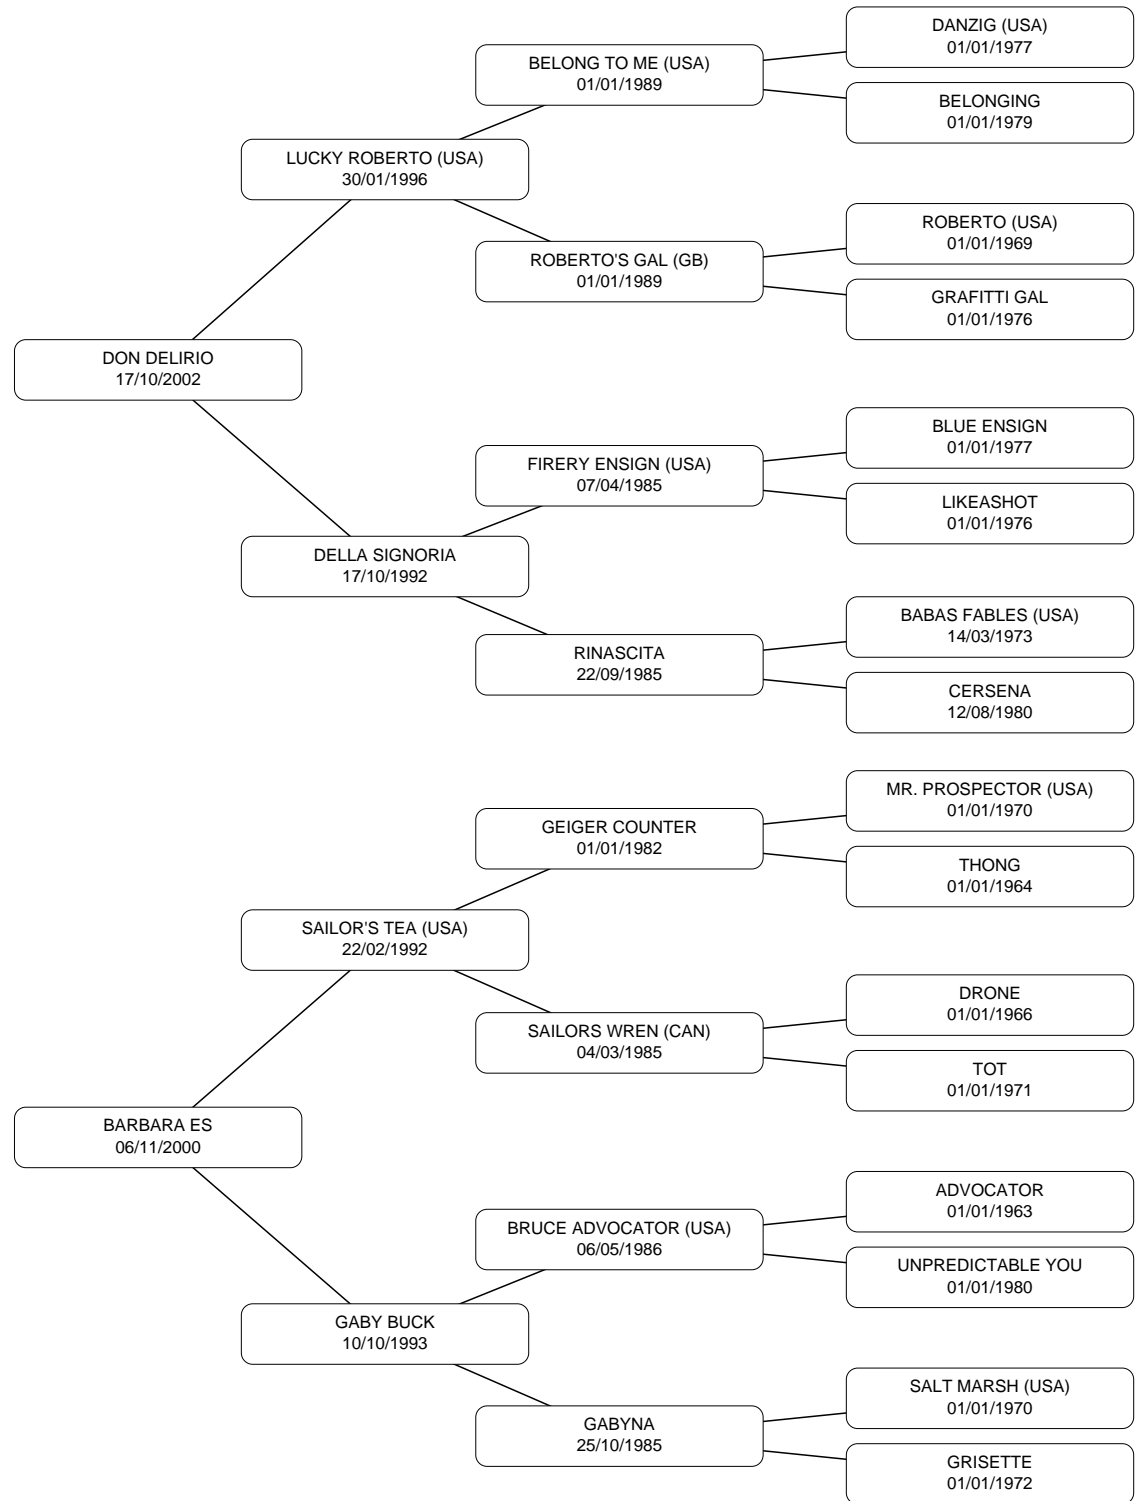 DANZIG (USA)
01/01/1977
BELONG TO ME (USA)
01/01/1989
BELONGING
01/01/1979
LUCKY ROBERTO (USA)
30/01/1996
ROBERTO (USA)
01/01/1969
ROBERTO'S GAL (GB)
01/01/1989
GRAFITTI GAL
01/01/1976
DON DELIRIO
17/10/2002
BLUE ENSIGN
01/01/1977
FIRERY ENSIGN (USA)
07/04/1985
LIKEASHOT
01/01/1976
DELLA SIGNORIA
17/10/1992
BABAS FABLES (USA)
14/03/1973
RINASCITA
22/09/1985
CERSENA
12/08/1980
MR. PROSPECTOR (USA)
01/01/1970
GEIGER COUNTER
01/01/1982
THONG
01/01/1964
SAILOR'S TEA (USA)
22/02/1992
DRONE
01/01/1966
SAILORS WREN (CAN)
04/03/1985
TOT
01/01/1971
BARBARA ES
06/11/2000
ADVOCATOR
01/01/1963
BRUCE ADVOCATOR (USA)
06/05/1986
UNPREDICTABLE YOU
01/01/1980
GABY BUCK
10/10/1993
SALT MARSH (USA)
01/01/1970
GABYNA
25/10/1985
GRISETTE
01/01/1972